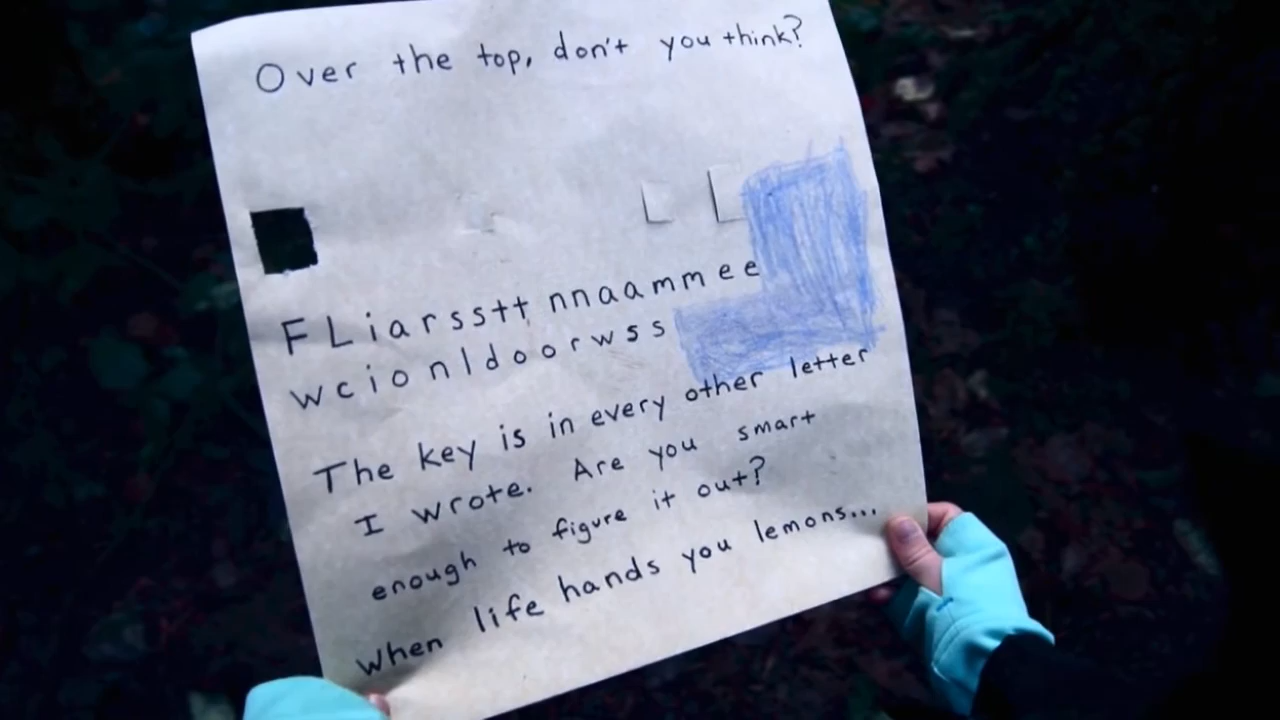 Over the top, don't you think?
FLiarsstt nnaammee
wcionldoorwss
The key is in every other letter
I wrote. Are you smart
enough to figure it out?
When life hands you lemons...